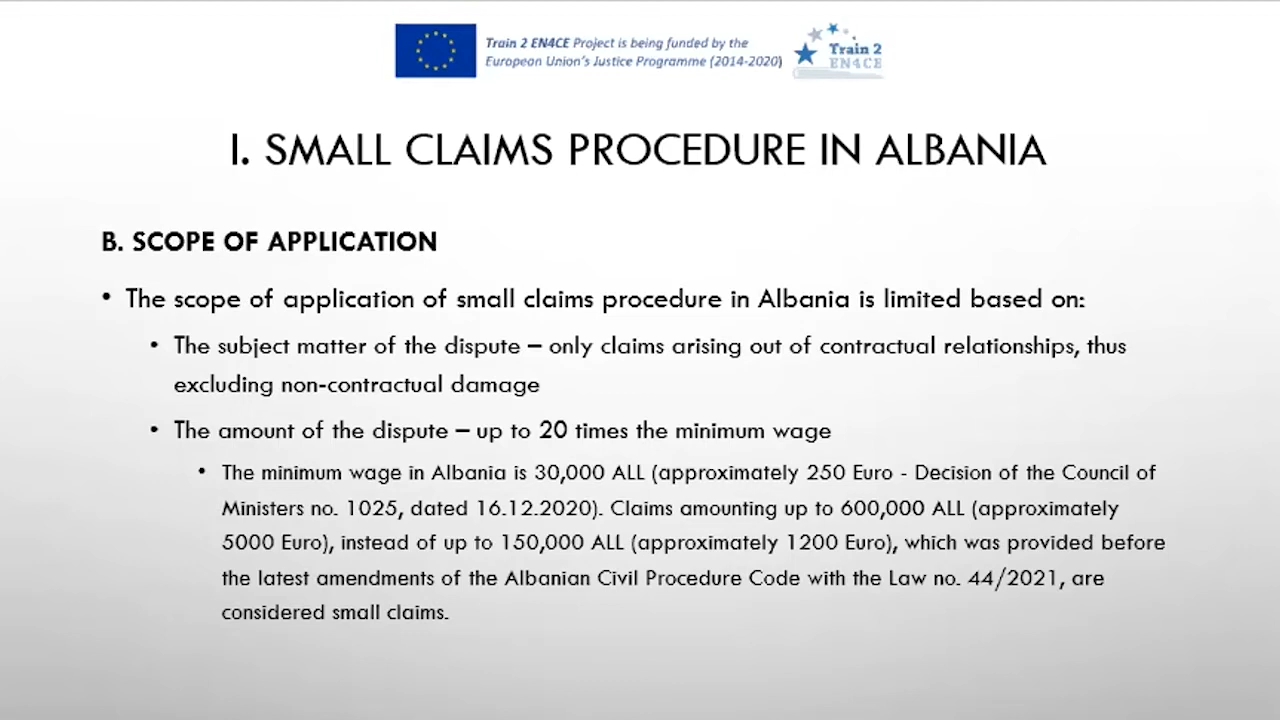 Train 2 EN4CE Project is being funded by the
European Union's Justice Programme (2014-2020)
Train 2
EN4CE
I. SMALL CLAIMS PROCEDURE IN ALBANIA
B. SCOPE OF APPLICATION
• The scope of application of small claims procedure in Albania is limited based on:
• The subject matter of the dispute – only claims arising out of contractual relationships, thus
excluding non-contractual damage
• The amount of the dispute – up to 20 times the minimum wage
• The minimum wage in Albania is 30,000 ALL (approximately 250 Euro - Decision of the Council of
Ministers no. 1025, dated 16.12.2020). Claims amounting up to 600,000 ALL (approximately
5000 Euro), instead of up to 150,000 ALL (approximately 1200 Euro), which was provided before
the latest amendments of the Albanian Civil Procedure Code with the Law no. 44/2021, are
considered small claims.